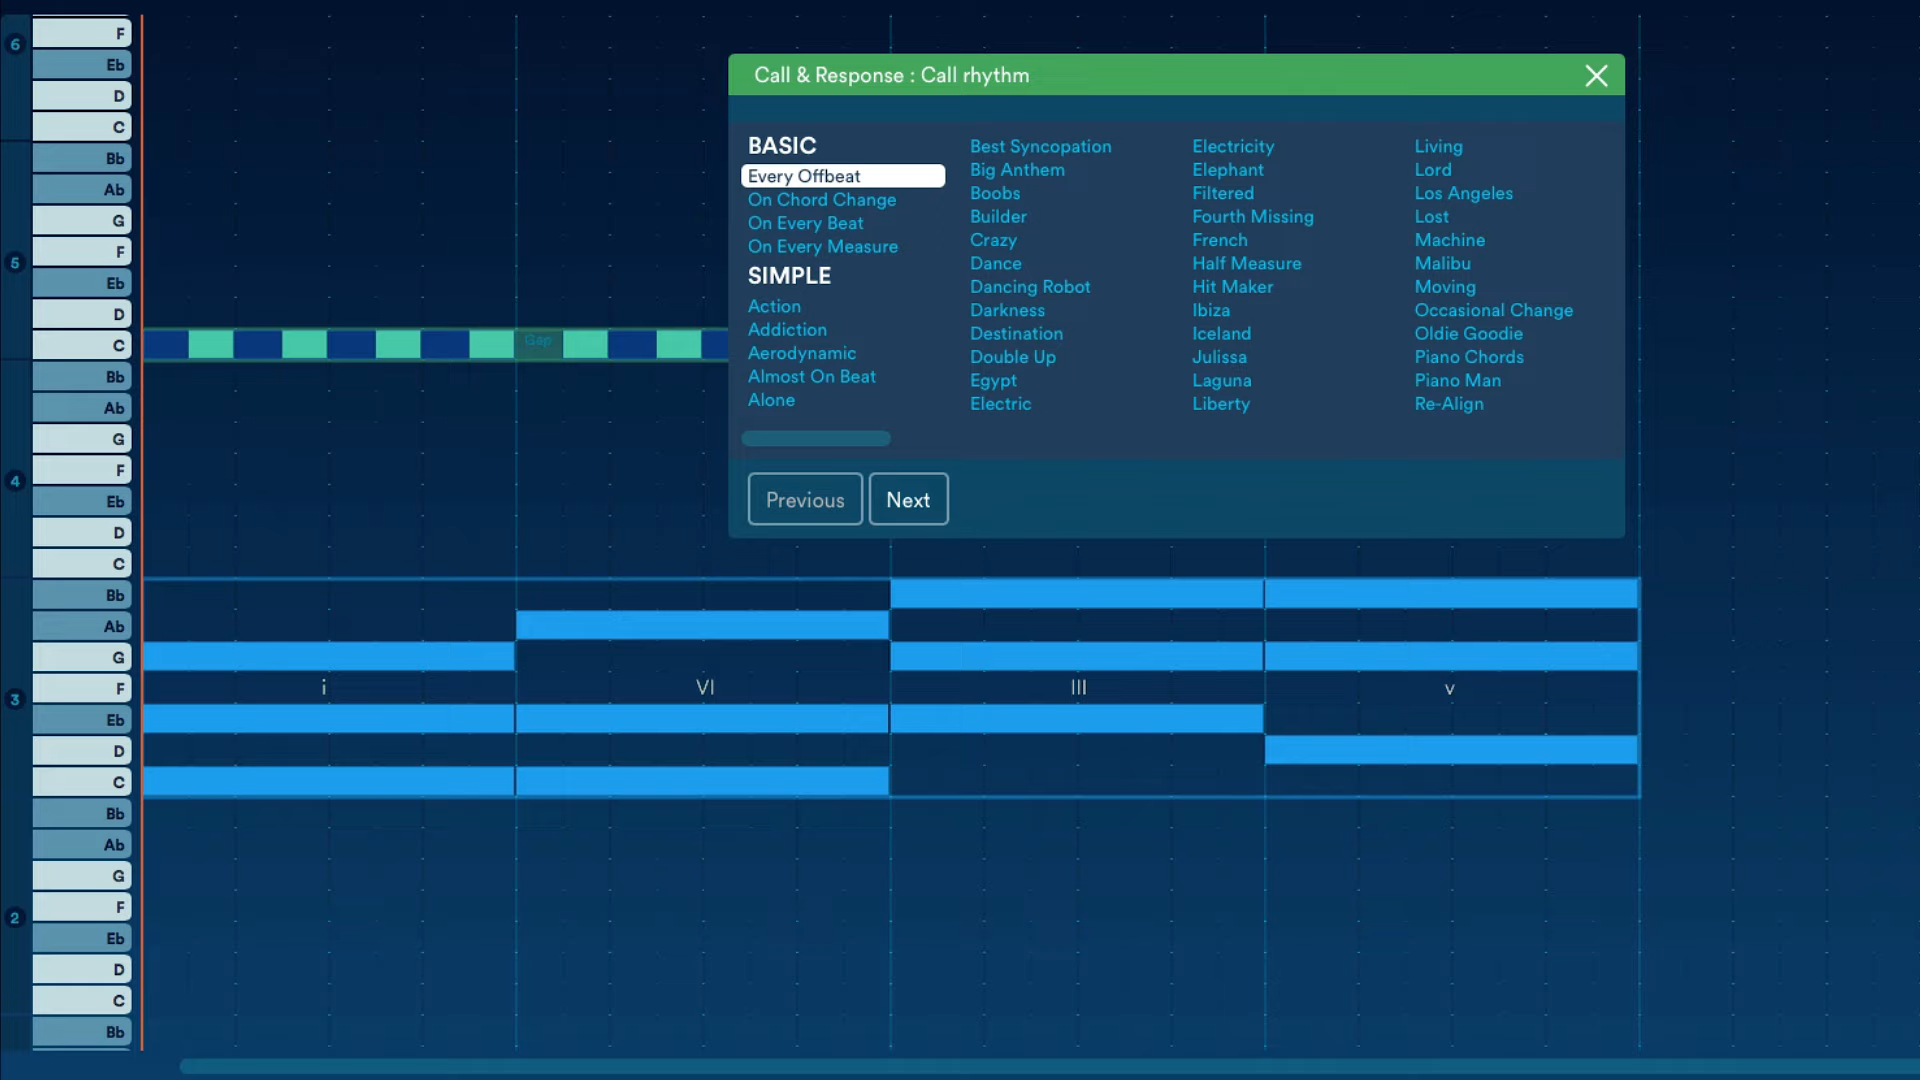 Call & Response : Call rhythm
BASIC
Every Offbeat
On Chord Change
On Every Beat
On Every Measure
SIMPLE
Action
Addiction
Aerodynamic
Almost On Beat
Alone
Best Syncopation
Big Anthem
Boobs
Builder
Crazy
Dance
Dancing Robot
Darkness
Destination
Double Up
Egypt
Electric
Electricity
Elephant
Filtered
Fourth Missing
French
Half Measure
Hit Maker
Ibiza
Iceland
Julissa
Laguna
Liberty
Living
Lord
Los Angeles
Lost
Machine
Malibu
Moving
Occasional Change
Oldie Goodie
Piano Chords
Piano Man
Re-Align
Previous
Next
6
F
Eb
D
C
Bb
Ab
G
F
5
Eb
D
C
Gap
Bb
Ab
G
F
4
Eb
D
C
Bb
Ab
G
F
3
i
VI
III
v
Eb
D
C
Bb
Ab
G
F
2
Eb
D
C
Bb